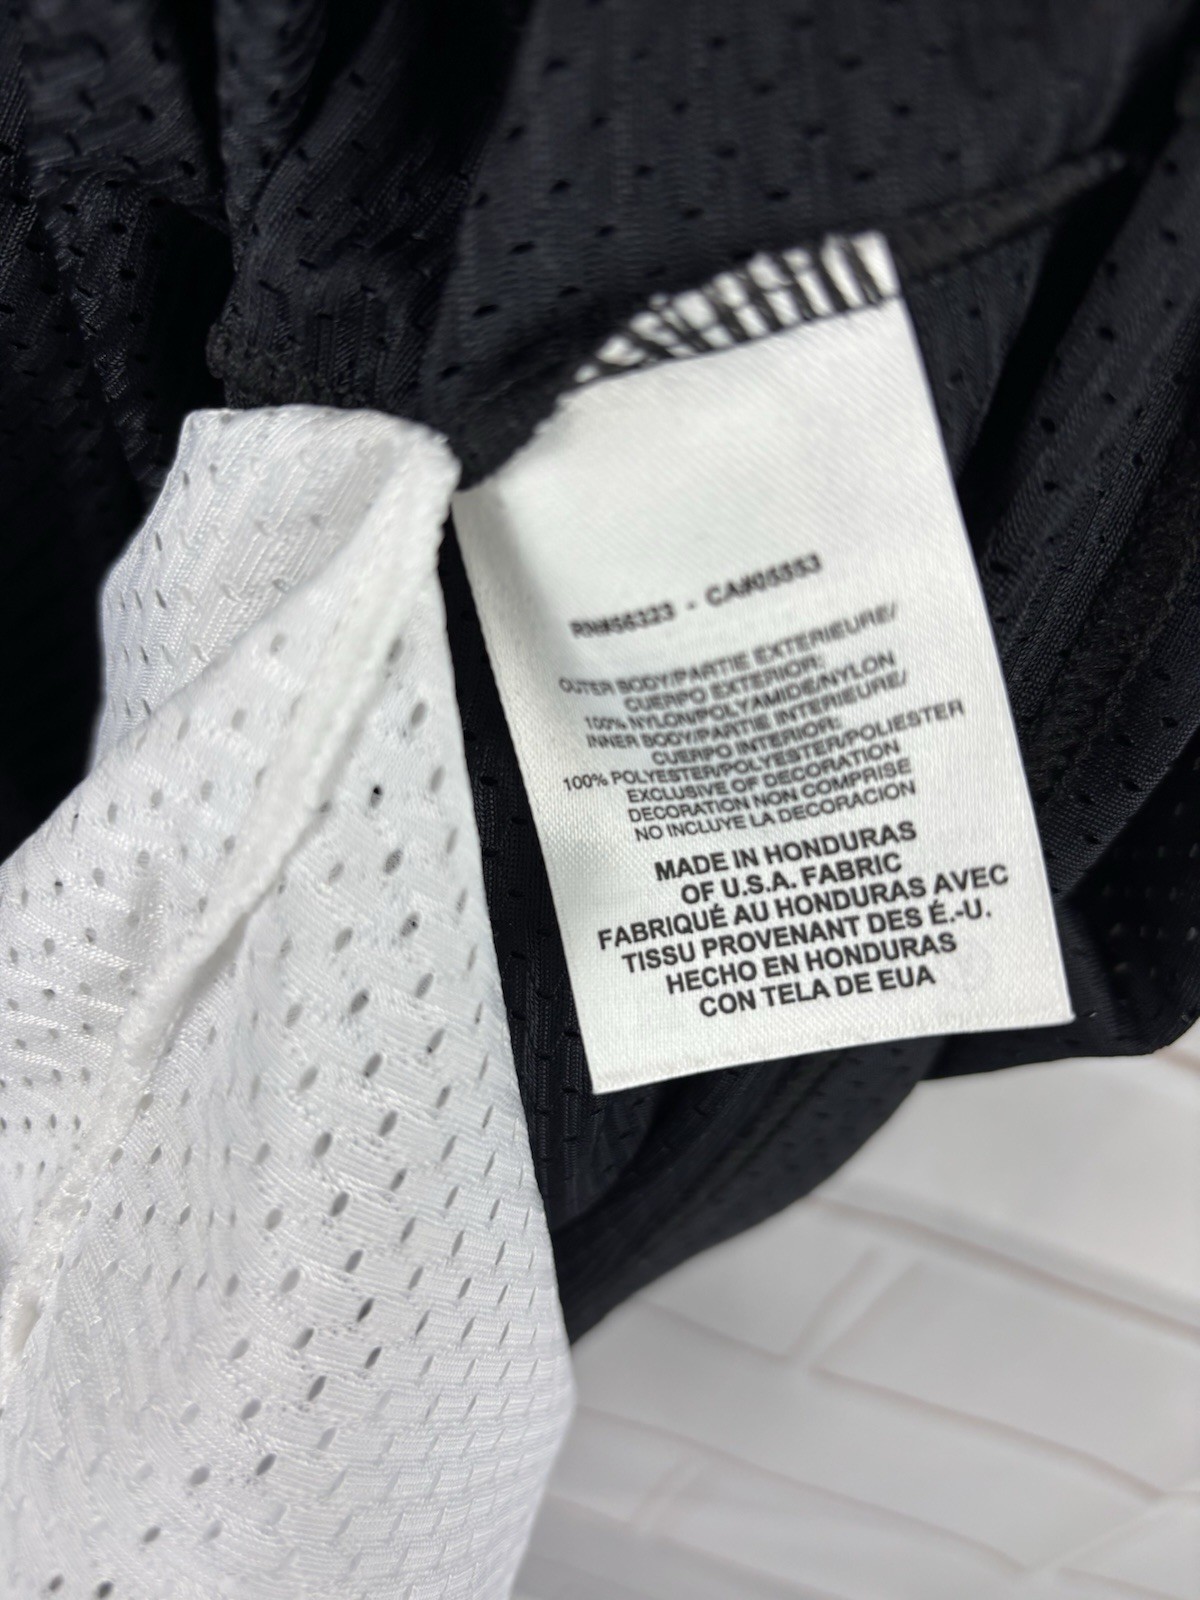 RN#56323 - CA#05553
OUTER BODY/PARTIE EXTERIEURE/
CUERPO EXTERIOR:
100% NYLON/POLYAMIDE/NYLON
INNER BODY/PARTIE INTERIEURE/
CUERPO INTERIOR:
100% POLYESTER/POLYESTER/POLIESTER
EXCLUSIVE OF DECORATION
DECORATION NON COMPRISE
NO INCLUYE LA DECORACION
MADE IN HONDURAS
OF U.S.A. FABRIC
FABRIQUÉ AU HONDURAS AVEC
TISSU PROVENANT DES É.-U.
HECHO EN HONDURAS
CON TELA DE EUA